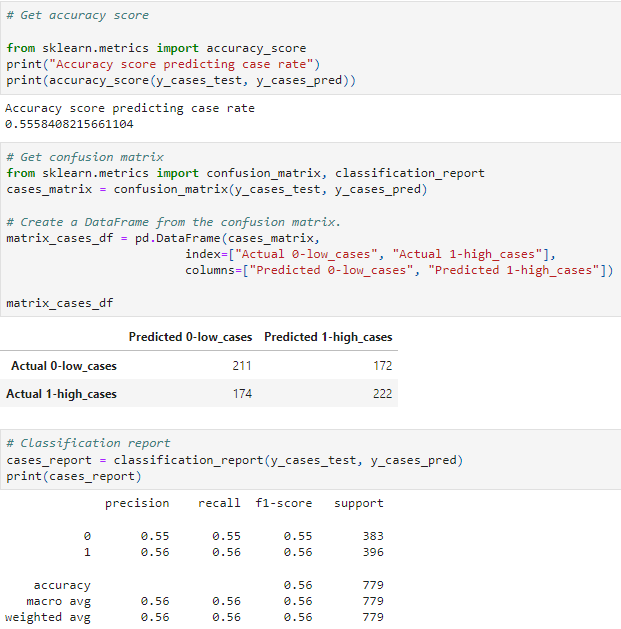 # Get accuracy score
from sklearn.metrics import accuracy_score
print("Accuracy score predicting case rate")
print(accuracy_score(y_cases_test, y_cases_pred))
Accuracy score predicting case rate
0.5558408215661104
# Get confusion matrix
from sklearn.metrics import confusion_matrix, classification_report
cases_matrix = confusion_matrix(y_cases_test, y_cases_pred)
# Create a DataFrame from the confusion matrix.
matrix_cases_df = pd.DataFrame(cases_matrix,
index=["Actual 0-low_cases", "Actual 1-high_cases"],
columns=["Predicted 0-low_cases", "Predicted 1-high_cases"])
matrix_cases_df
Predicted 0-low_cases Predicted 1-high_cases
Actual 0-low_cases 211 172
Actual 1-high_cases 174 222
# Classification report
cases_report = classification_report(y_cases_test, y_cases_pred)
print(cases_report)
precision recall f1-score support
0 0.55 0.55 0.55 383
1 0.56 0.56 0.56 396
accuracy 0.56 779
macro avg 0.56 0.56 0.56 779
weighted avg 0.56 0.56 0.56 779